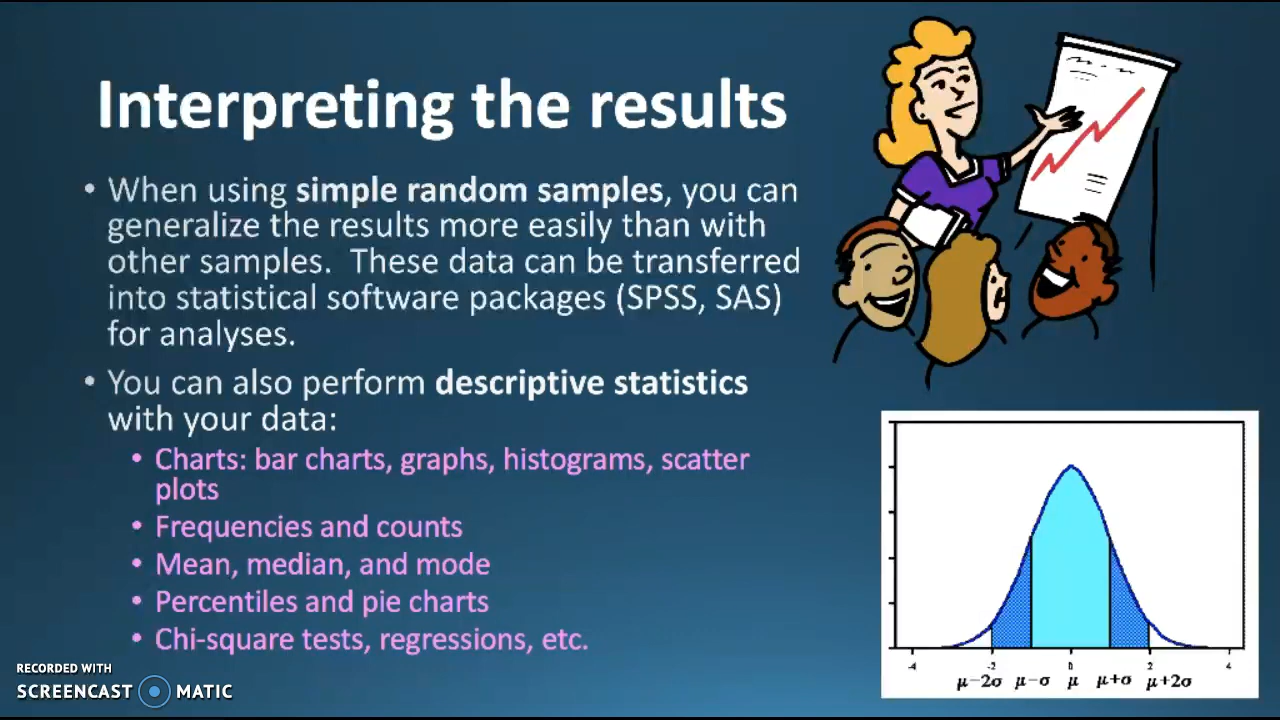 Interpreting the results
• When using simple random samples, you can
generalize the results more easily than with
other samples.  These data can be transferred
into statistical software packages (SPSS, SAS)
for analyses.
• You can also perform descriptive statistics
with your data:
• Charts: bar charts, graphs, histograms, scatter
plots
• Frequencies and counts
• Mean, median, and mode
• Percentiles and pie charts
• Chi-square tests, regressions, etc.
-4 -2 0 2 4
μ−2σ μ−σ μ μ+σ μ+2σ
RECORDED WITH
SCREENCAST MATIC